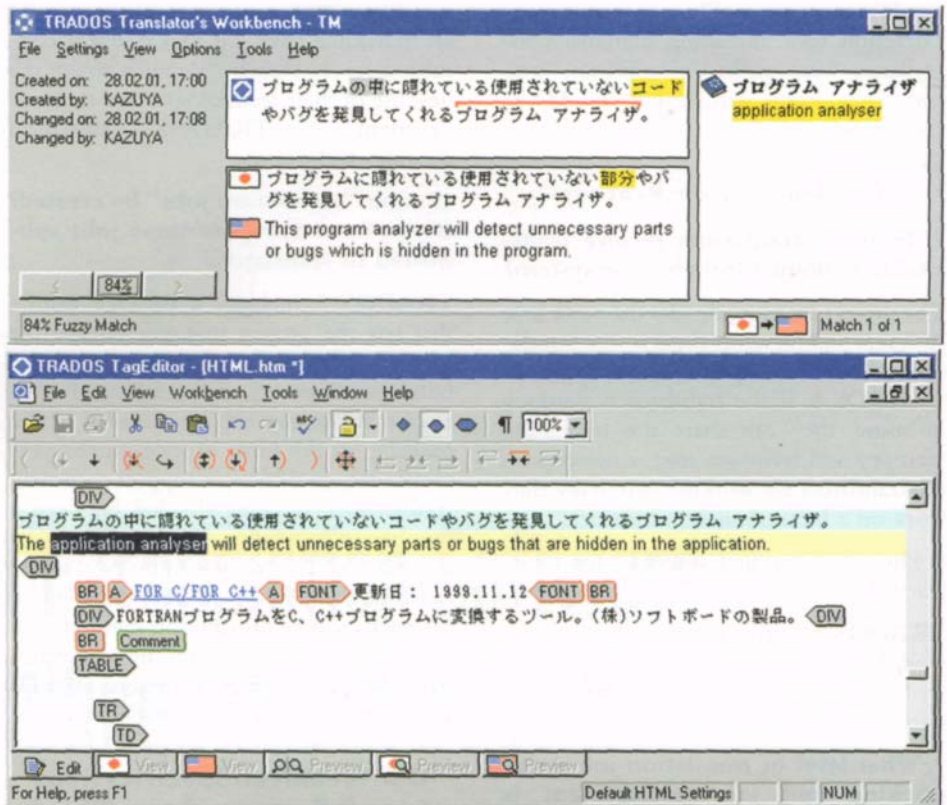 TRADOS Translator's Workbench - TM
File Settings View Options Tools Help
Created on: 28.02.01, 17:00
Created by: KAZUYA
Changed on: 28.02.01, 17:08
Changed by: KAZUYA
プログラムの中に隠れている使用されていないコード
やバグを発見してくれるプログラム アナライザ。
プログラムに隠れている使用されていない部分やバ
グを発見してくれるプログラム アナライザ。
This program analyzer will detect unnecessary parts
or bugs which is hidden in the program.
プログラム アナライザ
application analyser
84%
84% Fuzzy Match
Match 1 of 1
TRADOS TagEditor - [HTML.htm *]
File Edit View Workbench Tools Window Help
100%
DIV
プログラムの中に隠れている使用されていないコードやバグを発見してくれるプログラム アナライザ。
The application analyser will detect unnecessary parts or bugs that are hidden in the application.
DIV
BR A FOR C/FOR C++ A FONT 更新日： 1999.11.12 FONT BR
DIV FORTRANプログラムをC、C++プログラムに変換するツール。(株)ソフトボードの製品。 DIV
BR Comment
TABLE
TR
TD
Edit View View Preview Preview Preview
For Help, press F1
Default HTML Settings
NUM